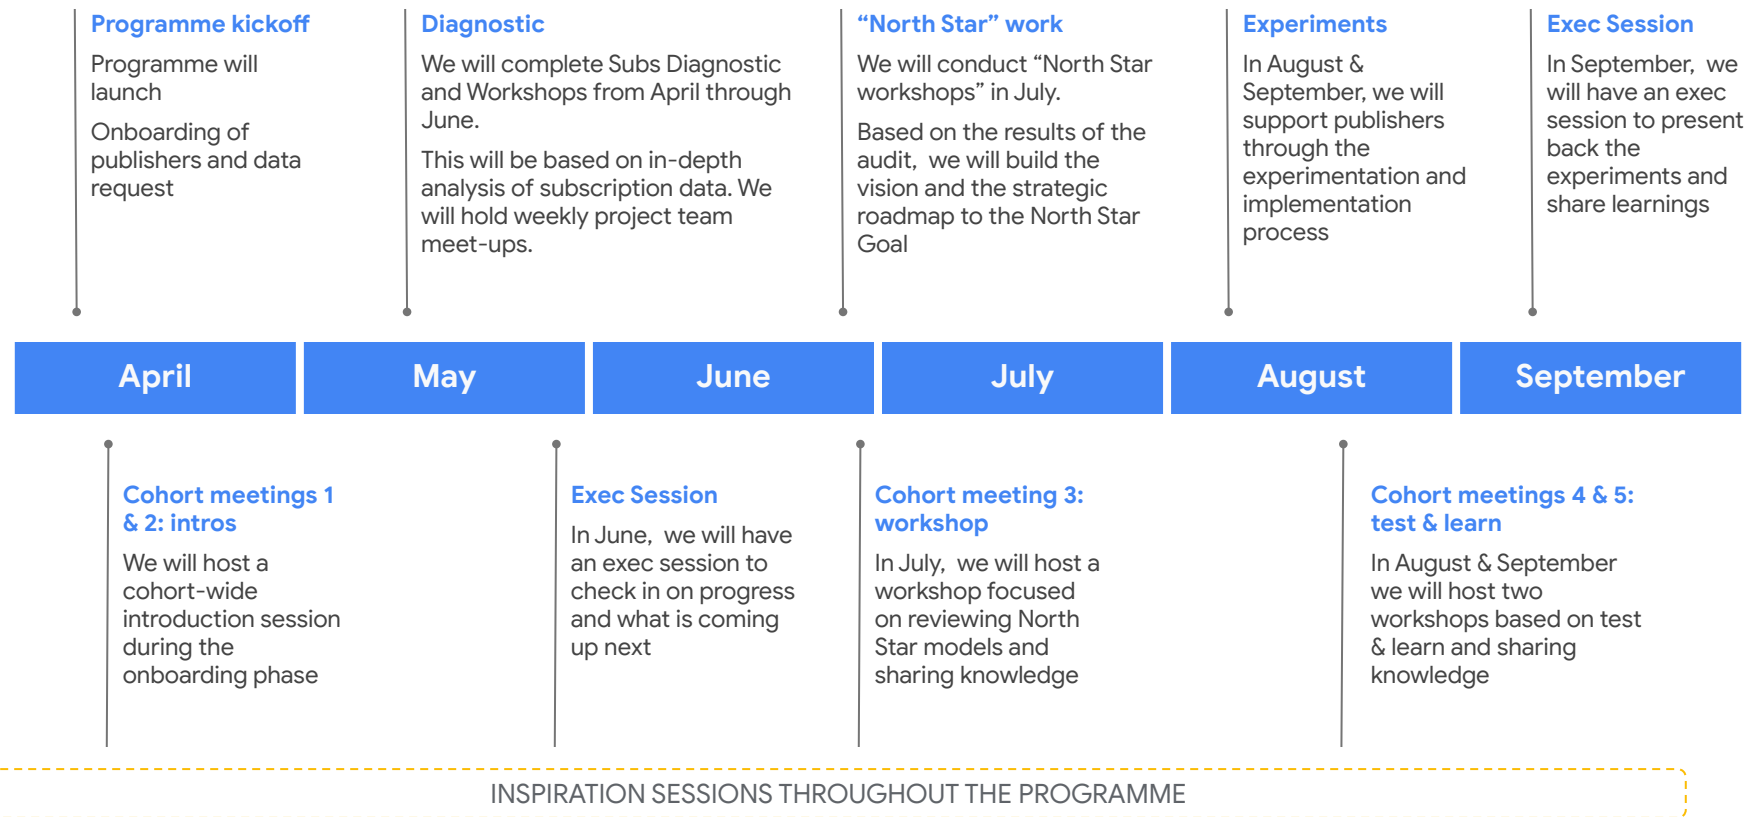 Programme kickoff
Programme will
launch
Onboarding of
publishers and data
request
Diagnostic
We will complete Subs Diagnostic
and Workshops from April through
June.
This will be based on in-depth
analysis of subscription data. We
will hold weekly project team
meet-ups.
“North Star” work
We will conduct “North Star
workshops” in July.
Based on the results of the
audit, we will build the
vision and the strategic
roadmap to the North Star
Goal
Experiments
In August &
September, we will
support publishers
through the
experimentation and
implementation
process
Exec Session
In September, we
will have an exec
session to present
back the
experiments and
share learnings
April
May
June
July
August
September
Cohort meetings 1
& 2: intros
We will host a
cohort-wide
introduction session
during the
onboarding phase
Exec Session
In June, we will have
an exec session to
check in on progress
and what is coming
up next
Cohort meeting 3:
workshop
In July, we will host a
workshop focused
on reviewing North
Star models and
sharing knowledge
Cohort meetings 4 & 5:
test & learn
In August & September
we will host two
workshops based on test
& learn and sharing
knowledge
INSPIRATION SESSIONS THROUGHOUT THE PROGRAMME